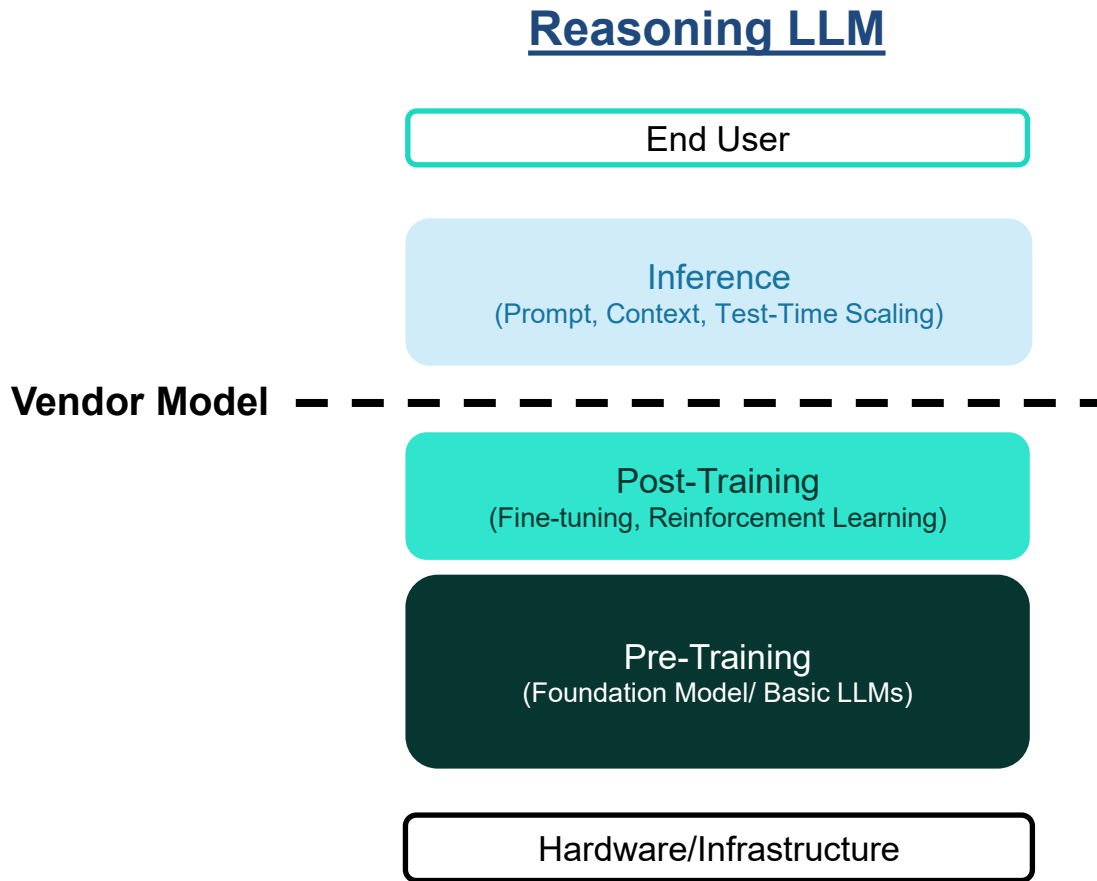 Reasoning LLM
End User
Inference
(Prompt, Context, Test-Time Scaling)
Vendor Model
Post-Training
(Fine-tuning, Reinforcement Learning)
Pre-Training
(Foundation Model/ Basic LLMs)
Hardware/Infrastructure